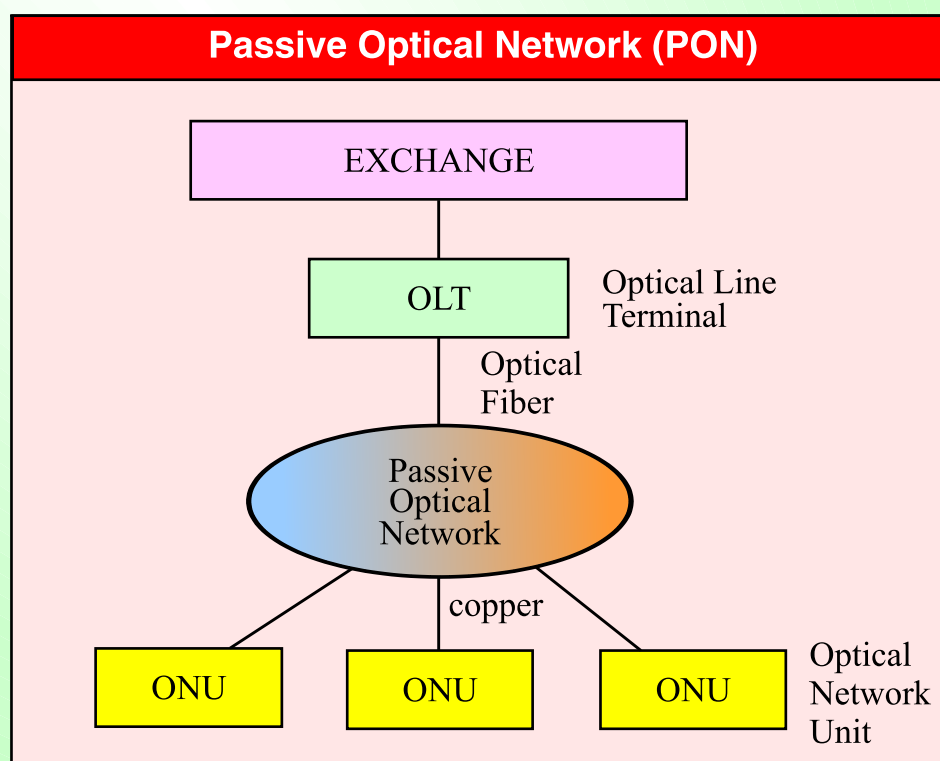 Passive Optical Network (PON)
EXCHANGE
OLT
Optical Line
Terminal
Optical
Fiber
Passive
Optical
Network
copper
ONU
ONU
ONU
Optical
Network
Unit